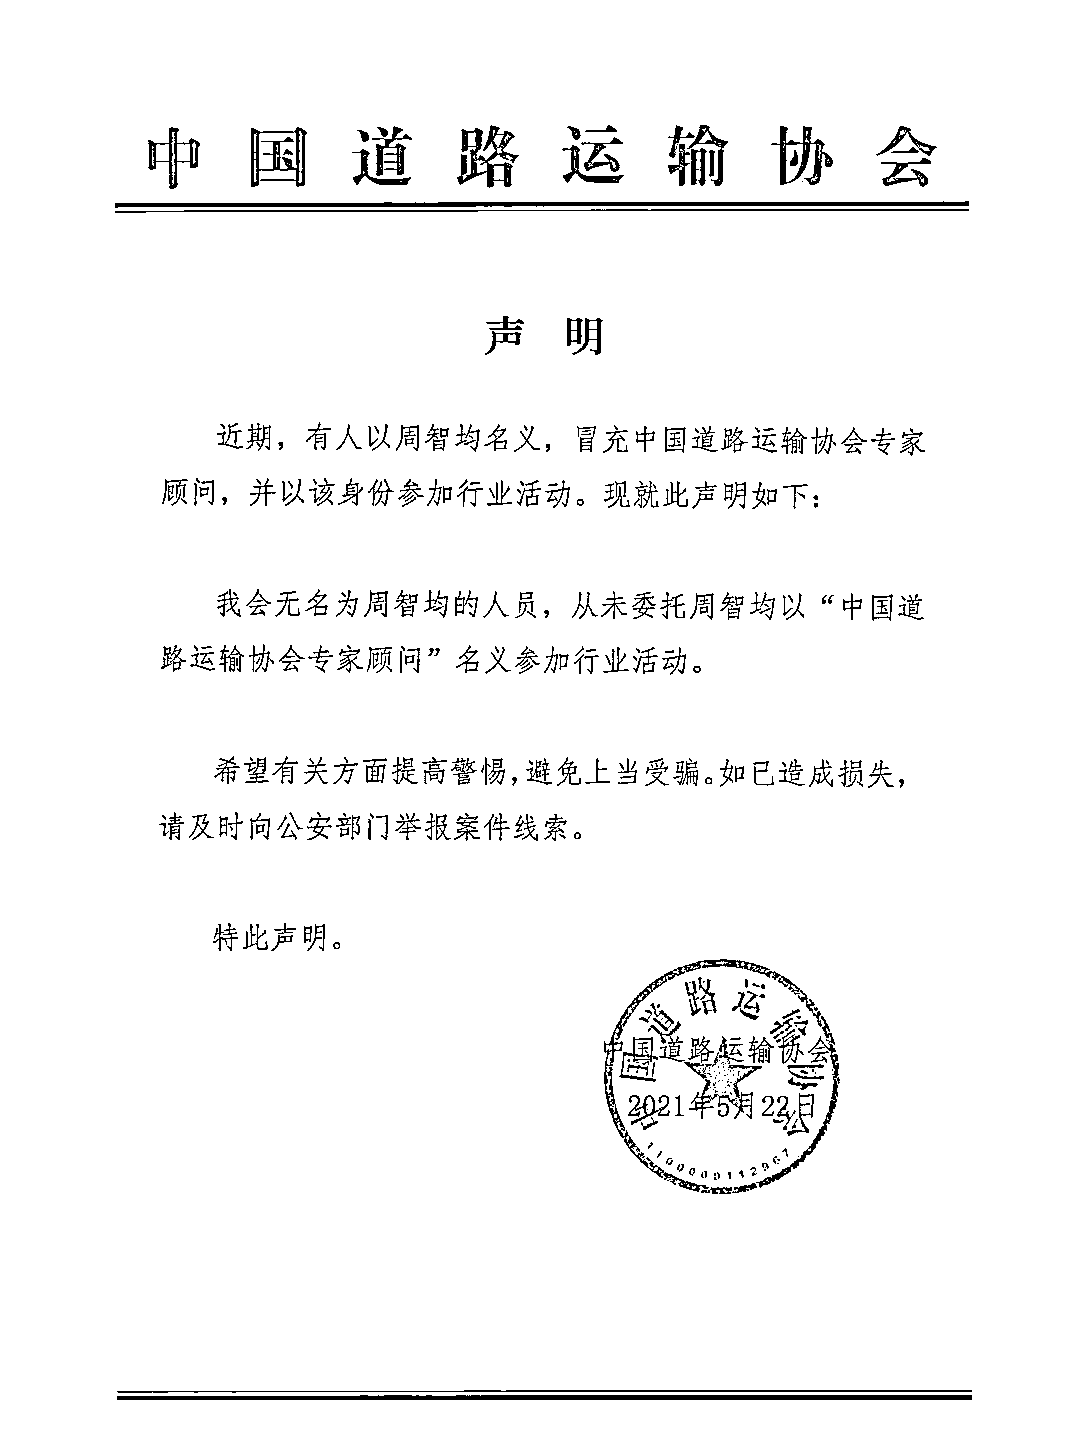 中国道路运输协会
声 明
近期，有人以周智均名义，冒充中国道路运输协会专家
顾问，并以该身份参加行业活动。现就此声明如下：
我会无名为周智均的人员，从未委托周智均以“中国道
路运输协会专家顾问”名义参加行业活动。
希望有关方面提高警惕，避免上当受骗。如已造成损失，
请及时向公安部门举报案件线索。
特此声明。
中国道路运输协会
中国道路运输协会
2021年5月22日